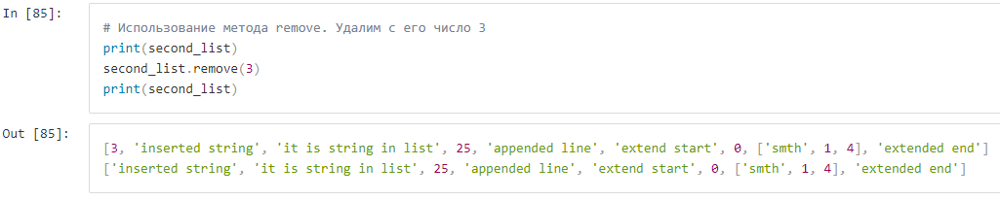 In [85]:
# Использование метода remove. Удалим с его число 3
print(second_list)
second_list.remove(3)
print(second_list)
Out [85]:
[3, 'inserted string', 'it is string in list', 25, 'appended line', 'extend start', 0, ['smth', 1, 4], 'extended end']
['inserted string', 'it is string in list', 25, 'appended line', 'extend start', 0, ['smth', 1, 4], 'extended end']